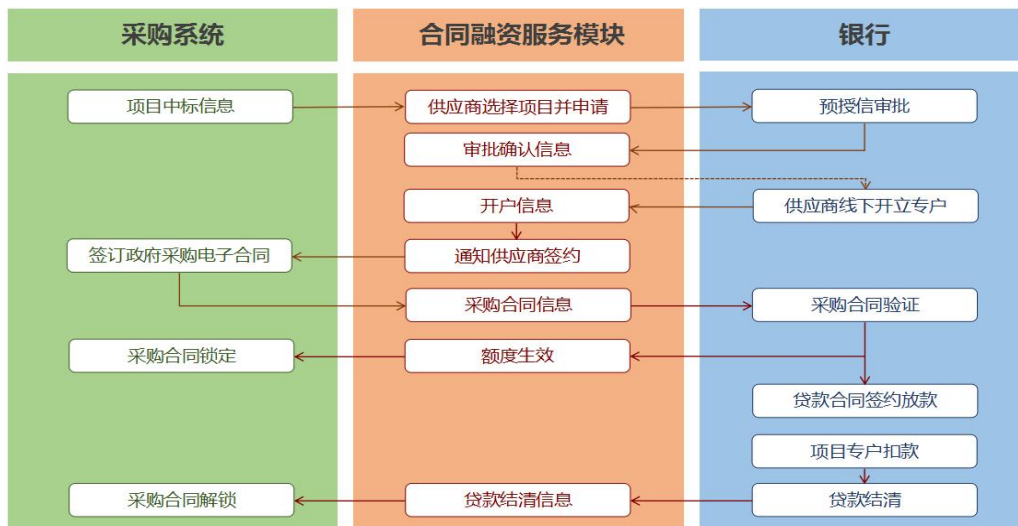 采购系统
合同融资服务模块
银行
项目中标信息
供应商选择项目并申请
预授信审批
审批确认信息
开户信息
供应商线下开立专户
签订政府采购电子合同
通知供应商签约
采购合同信息
采购合同验证
采购合同锁定
额度生效
贷款合同签约放款
项目专户扣款
采购合同解锁
贷款结清信息
贷款结清